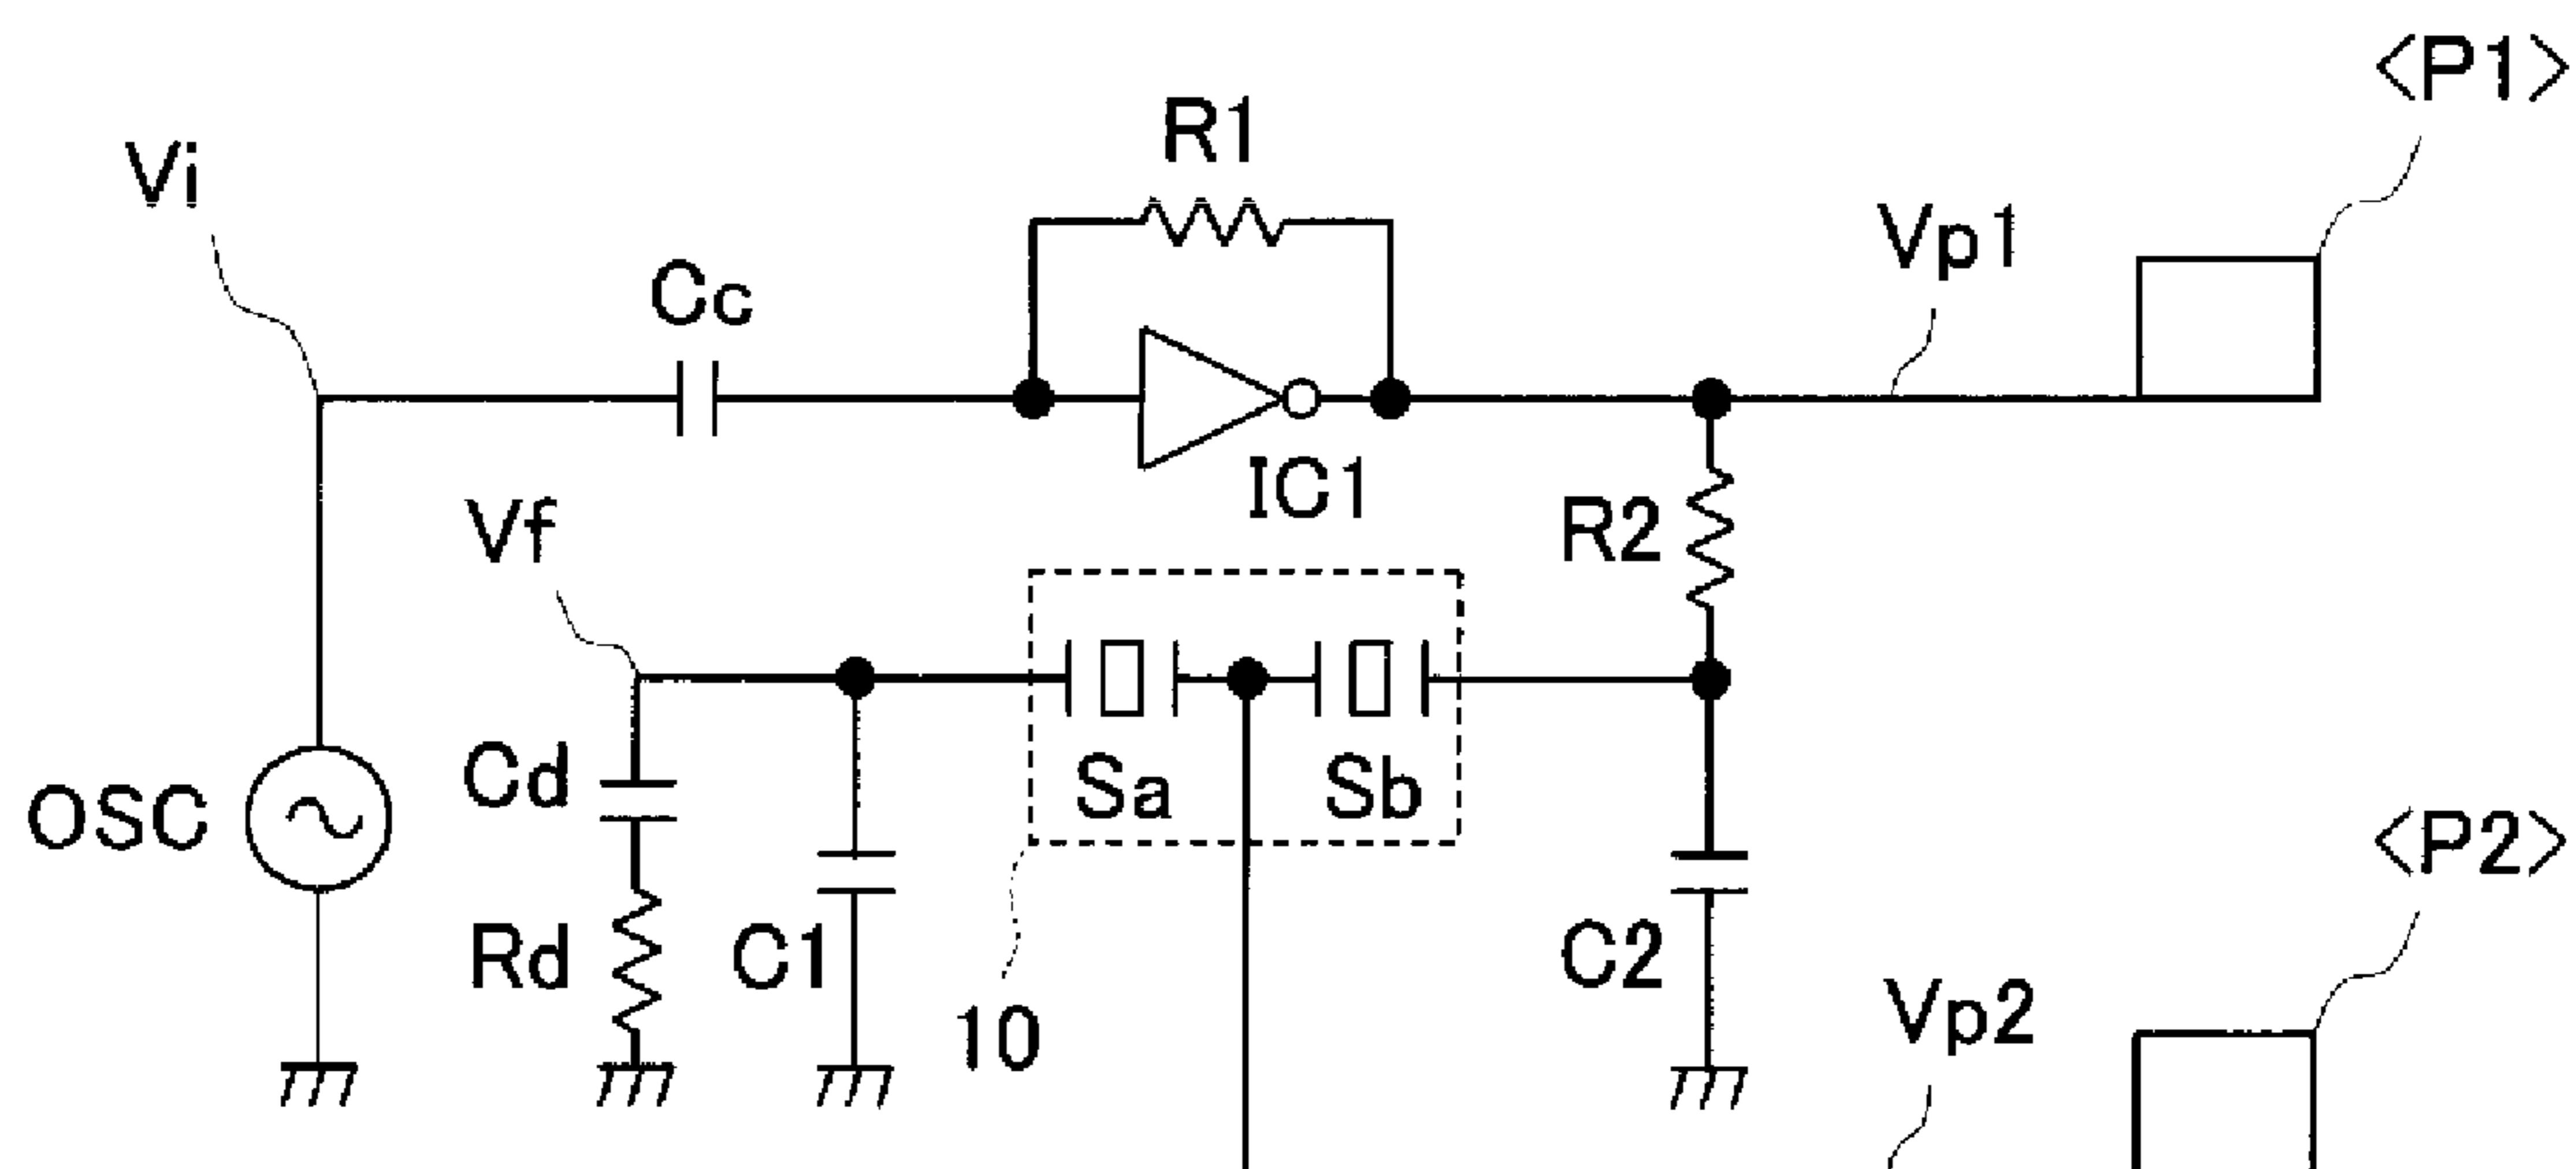 <P1>
R1
Vi
Vp1
Cc
IC1
Vf
R2
Cd
Sa
Sb
OSC
<P2>
Rd
C1
C2
10
Vp2